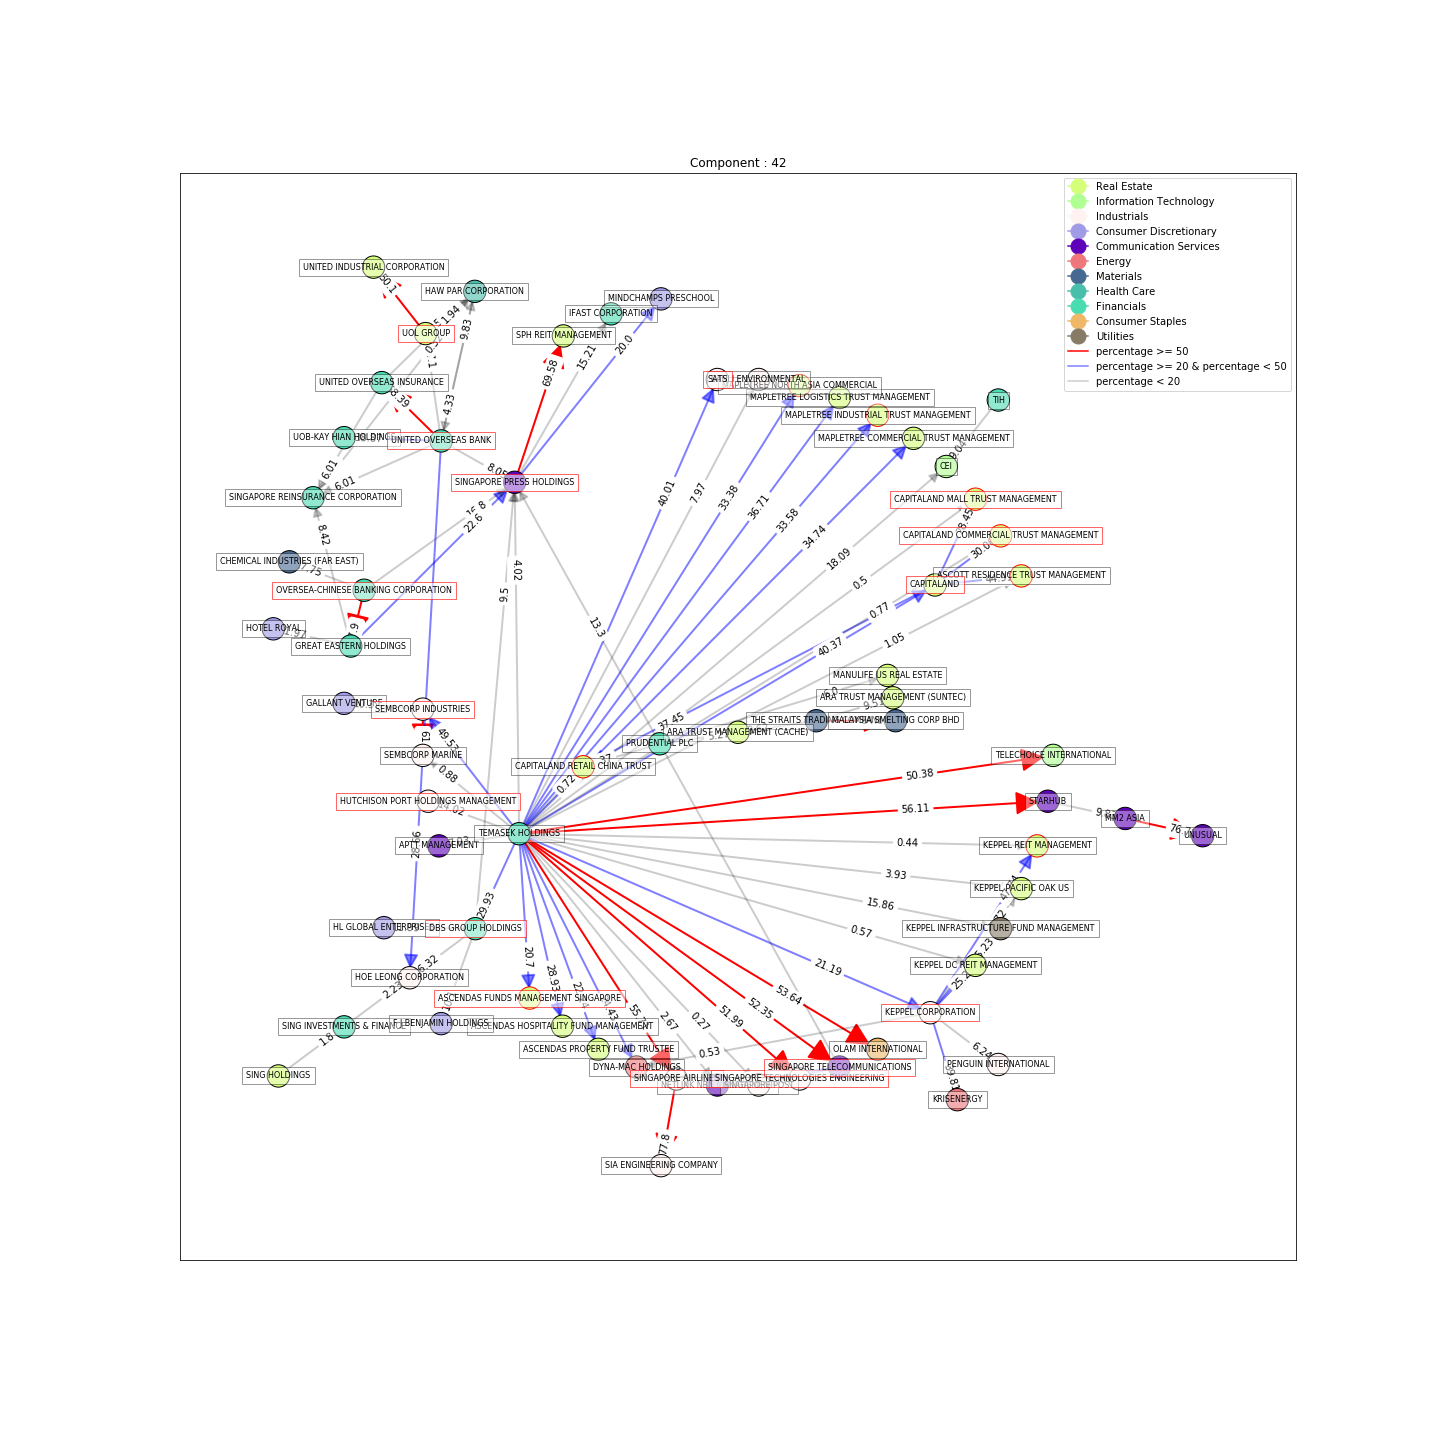 Component : 42
Real Estate
Information Technology
Industrials
Consumer Discretionary
Communication Services
Energy
Materials
Health Care
Financials
Consumer Staples
Utilities
percentage >= 50
percentage >= 20 & percentage < 50
percentage < 20
UNITED INDUSTRIAL CORPORATION
50.1
HAW PAR CORPORATION
1.94
UOL GROUP
9.83
MINDCHAMPS PRESCHOOL
IFAST CORPORATION
SPH REIT MANAGEMENT
15.21
20.0
69.58
UNITED OVERSEAS INSURANCE
4.33
UOB-KAY HIAN HOLDING
UNITED OVERSEAS BANK
8.05
6.01
6.01
SINGAPORE PRESS HOLDINGS
SINGAPORE REINSURANCE CORPORATION
8.42
22.6
CHEMICAL INDUSTRIES (FAR EAST)
OVERSEA-CHINESE BANKING CORPORATION
4.02
9.5
13.3
HOTEL ROYAL
GREAT EASTERN HOLDINGS
SATS
ENVIRONMENTAL
MAPLETREE NORTH ASIA COMMERCIAL
MAPLETREE LOGISTICS TRUST MANAGEMENT
MAPLETREE INDUSTRIAL TRUST MANAGEMENT
MAPLETREE COMMERCIAL TRUST MANAGEMENT
TIH
9.04
CEI
40.01
7.97
33.38
36.71
33.58
34.74
18.09
CAPITALAND MALL TRUST MANAGEMENT
CAPITALAND COMMERCIAL TRUST MANAGEMENT
ASCOTT RESIDENCE TRUST MANAGEMENT
CAPITALAND
0.5
0.77
40.37
1.05
MANULIFE US REAL ESTATE
ARA TRUST MANAGEMENT (SUNTEC)
THE STRAITS TRADIN
MALAYSIA SMELTING CORP BHD
37.45
ARA TRUST MANAGEMENT (CACHE)
PRUDENTIAL PLC
CAPITALAND RETAIL CHINA TRUST
0.72
GALLANT VENTURE
SEMBCORP INDUSTRIES
49.53
SEMBCORP MARINE
0.88
HUTCHISON PORT HOLDINGS MANAGEMENT
TEMASEK HOLDINGS
APTT MANAGEMENT
TELECHOICE INTERNATIONAL
50.38
STARHUB
56.11
MM2 ASIA
UNUSUAL
0.44
KEPPEL REIT MANAGEMENT
3.93
KEPPEL PACIFIC OAK US
15.86
KEPPEL INFRASTRUCTURE FUND MANAGEMENT
0.57
KEPPEL DC REIT MANAGEMENT
29.93
HL GLOBAL ENTERPRISE
DBS GROUP HOLDINGS
20.7
28.93
21.19
53.64
52.35
51.99
2.67
0.27
HOE LEONG CORPORATION
ASCENDAS FUNDS MANAGEMENT SINGAPORE
SING INVESTMENTS & FINANCE
F J BENJAMIN HOLDINGS
ASCENDAS HOSPITALITY FUND MANAGEMENT
ASCENDAS PROPERTY FUND TRUSTEE
1.8
SING HOLDINGS
KEPPEL CORPORATION
6.24
0.53
OLAM INTERNATIONAL
PENGUIN INTERNATIONAL
DYNA-MAC HOLDINGS
SINGAPORE TELECOMMUNICATIONS
SINGAPORE AIRLINE
SINGAPORE TECHNOLOGIES ENGINEERING
KRISENERGY
77.8
SIA ENGINEERING COMPANY